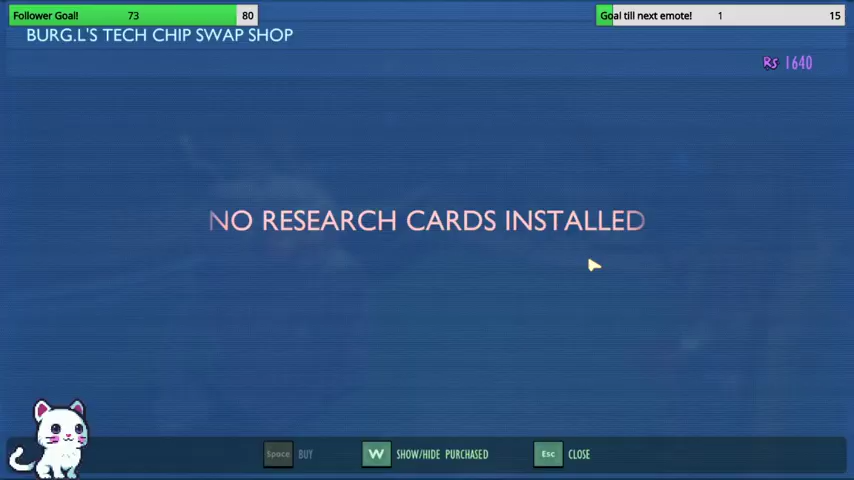 Follower Goal! 73 80
Goal till next emote! 1 15
BURG.L'S TECH CHIP SWAP SHOP
RS 1640
NO RESEARCH CARDS INSTALLED
Space BUY W SHOW/HIDE PURCHASED Esc CLOSE